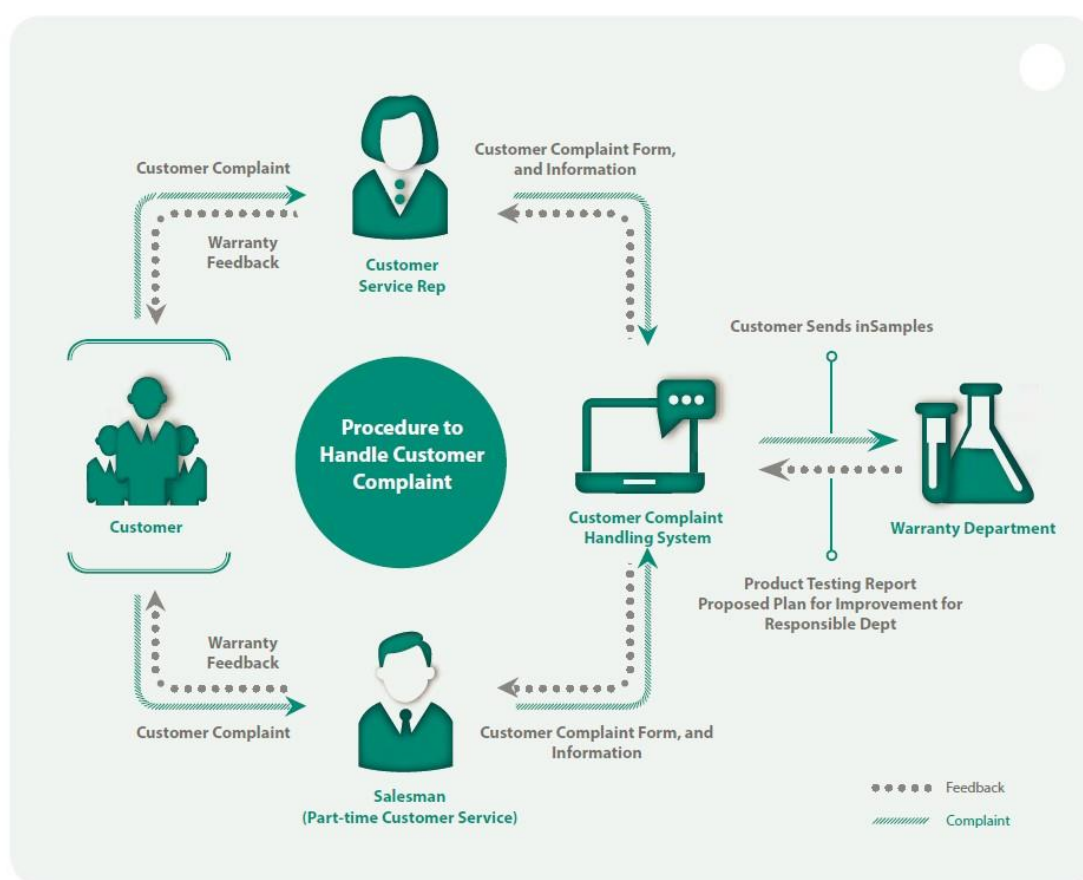 Customer Complaint
Customer Complaint Form,
and Information
Warranty
Feedback
Customer
Service Rep
Customer Sends inSamples
Procedure to
Handle Customer
Complaint
Customer
Customer Complaint
Handling System
Warranty Department
Product Testing Report
Proposed Plan for Improvement for
Responsible Dept
Warranty
Feedback
Customer Complaint
Customer Complaint Form, and
Information
Salesman
(Part-time Customer Service)
Feedback
Complaint